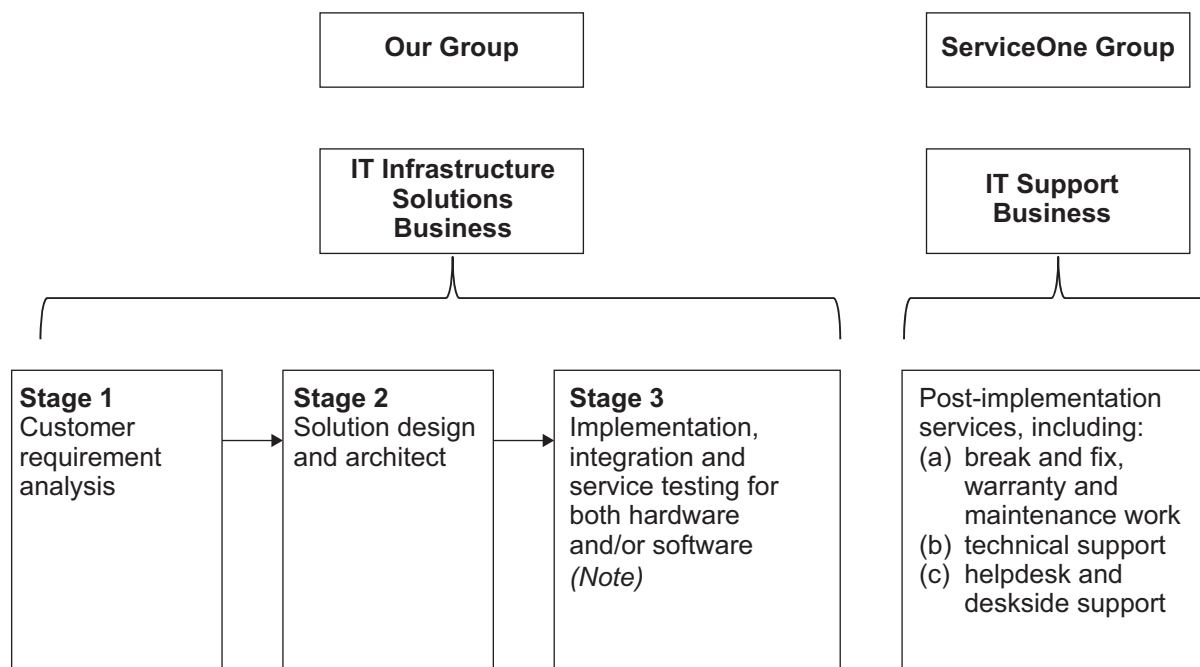 Our Group
ServiceOne Group
IT Infrastructure
Solutions
Business
IT Support
Business
Stage 1
Customer
requirement
analysis
Stage 2
Solution design
and architect
Stage 3
Implementation,
integration and
service testing for
both hardware
and/or software
(Note)
Post-implementation
services, including:
(a) break and fix,
warranty and
maintenance work
(b) technical support
(c) helpdesk and
deskside support